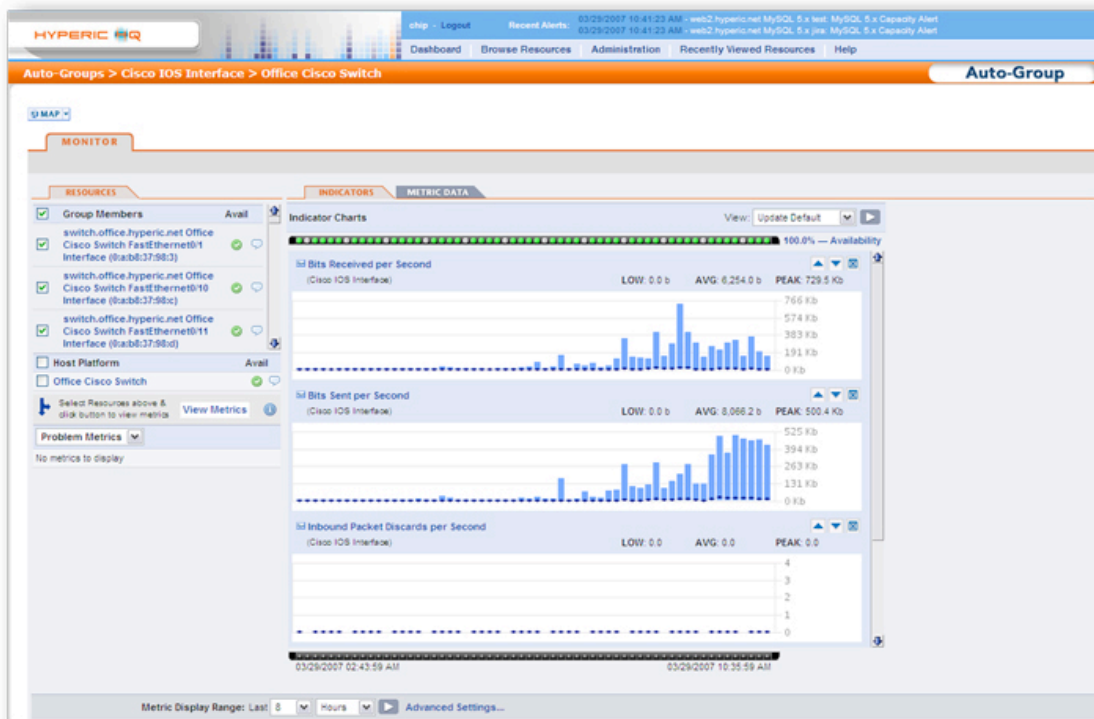 HYPERIC HQ
chip - Logout
Recent Alerts:
03/29/2007 10:41:23 AM - web2.hyperic.net MySQL 5.x test: MySQL 5.x Capacity Alert
03/29/2007 10:41:23 AM - web2.hyperic.net MySQL 5.x jira: MySQL 5.x Capacity Alert
Dashboard Browse Resources Administration Recently Viewed Resources Help
Auto-Groups > Cisco IOS Interface > Office Cisco Switch
Auto-Group
MAP
MONITOR
RESOURCES
Group Members Avail
switch.office.hyperic.net Office
Cisco Switch FastEthernet0/1
Interface (0:a:b8:37:98:3)
switch.office.hyperic.net Office
Cisco Switch FastEthernet0/10
Interface (0:a:b8:37:98:c)
switch.office.hyperic.net Office
Cisco Switch FastEthernet0/11
Interface (0:a:b8:37:98:d)
Host Platform Avail
Office Cisco Switch
Select Resources above &
click button to view metrics
View Metrics
Problem Metrics
No metrics to display
INDICATORS METRIC DATA
Indicator Charts
View: Update Default
100.0% — Availability
Bits Received per Second
(Cisco IOS Interface)
LOW: 0.0 b AVG: 6,254.0 b PEAK: 729.5 Kb
766 Kb
574 Kb
383 Kb
191 Kb
0 Kb
Bits Sent per Second
(Cisco IOS Interface)
LOW: 0.0 b AVG: 8,066.2 b PEAK: 500.4 Kb
525 Kb
394 Kb
263 Kb
131 Kb
0 Kb
Inbound Packet Discards per Second
(Cisco IOS Interface)
LOW: 0.0 AVG: 0.0 PEAK: 0.0
4
3
2
1
0
03/29/2007 02:43:59 AM
03/29/2007 10:35:59 AM
Metric Display Range: Last 8 Hours Advanced Settings...